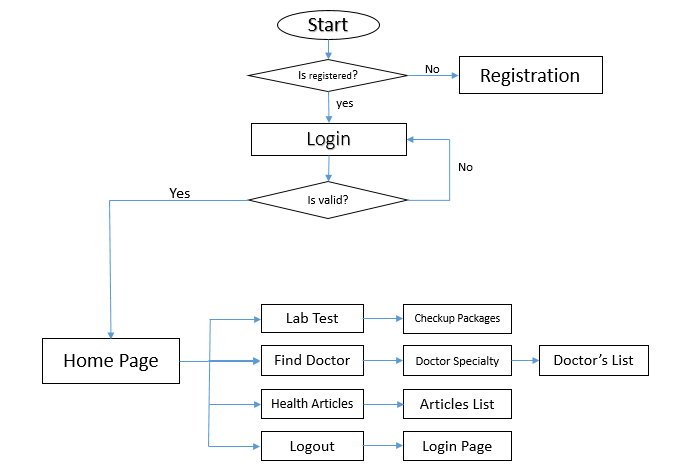 Start
Is registered?
No
Registration
yes
Login
No
Is valid?
Yes
Lab Test
Checkup Packages
Home Page
Find Doctor
Doctor Specialty
Doctor's List
Health Articles
Articles List
Logout
Login Page